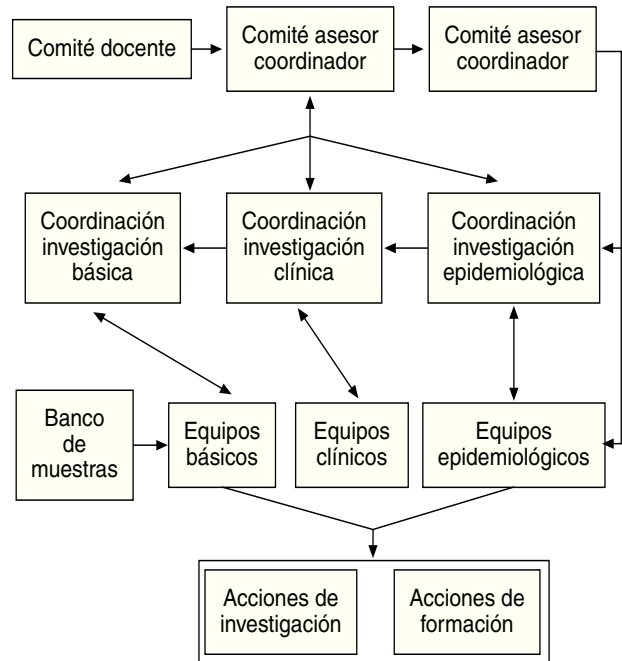 Comité docente
Comité asesor
coordinador
Comité asesor
coordinador
Coordinación
investigación
básica
Coordinación
investigación
clínica
Coordinación
investigación
epidemiológica
Banco
de
muestras
Equipos
básicos
Equipos
clínicos
Equipos
epidemiológicos
Acciones de
investigación
Acciones de
formación